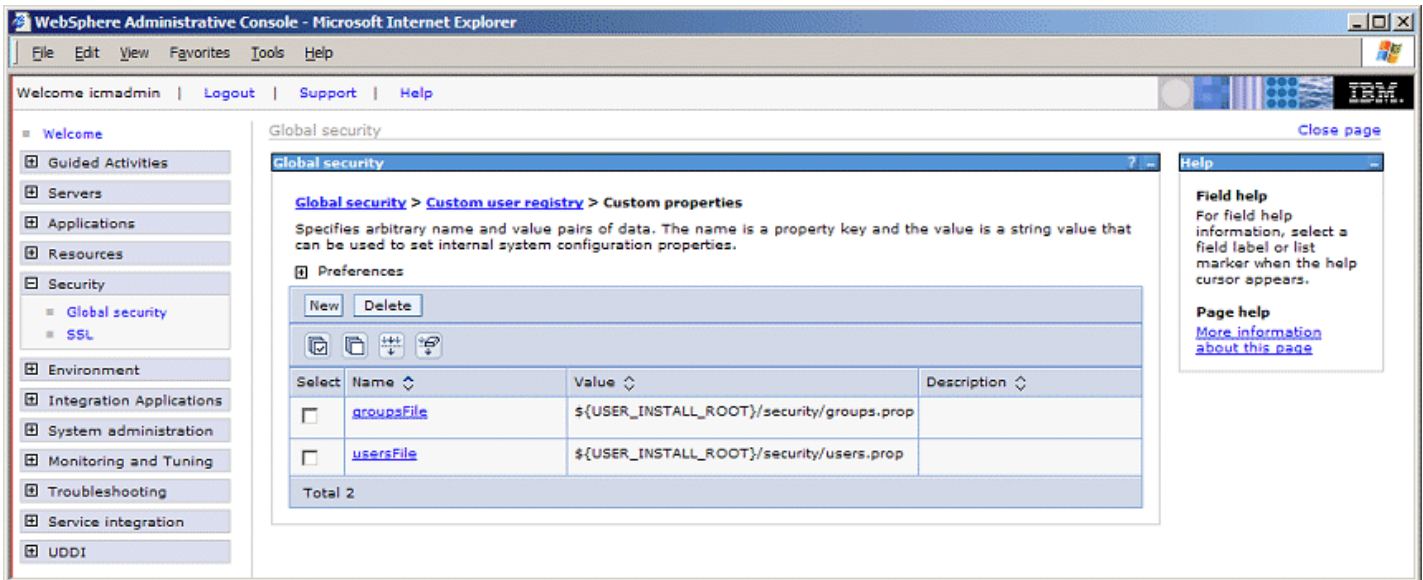 WebSphere Administrative Console - Microsoft Internet Explorer
File Edit View Favorites Tools Help
Welcome icmadmin | Logout | Support | Help
IBM.
Welcome
Guided Activities
Servers
Applications
Resources
Security
Global security
SSL
Environment
Integration Applications
System administration
Monitoring and Tuning
Troubleshooting
Service integration
UDDI
Global security
Close page
Global security ? -
Global security > Custom user registry > Custom properties
Specifies arbitrary name and value pairs of data. The name is a property key and the value is a string value that
can be used to set internal system configuration properties.
Preferences
New Delete
Select Name Value Description
groupsFile ${USER_INSTALL_ROOT}/security/groups.prop
usersFile ${USER_INSTALL_ROOT}/security/users.prop
Total 2
Help -
Field help
For field help
information, select a
field label or list
marker when the help
cursor appears.
Page help
More information
about this page